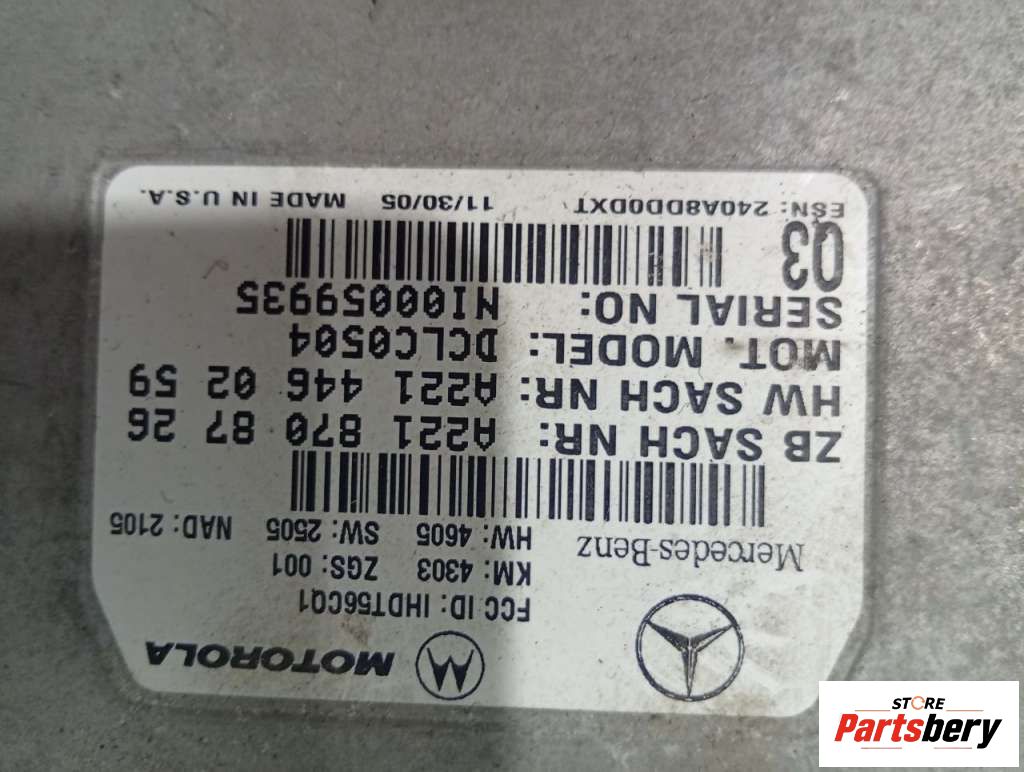 MOTOROLA
FCC ID: IHDT56CQ1
KM: 4303 ZGS: 001
Mercedes-Benz
HW: 4605 SW: 2505 NAD: 2105
ZB SACH NR: A221 870 87 26
HW SACH NR: A221 446 02 59
MOT. MODEL: DCLC0504
SERIAL NO: NI00059935
Q3
ESN: 240A8DD0DXT 11/30/05 MADE IN U.S.A.
STORE
Partsbery